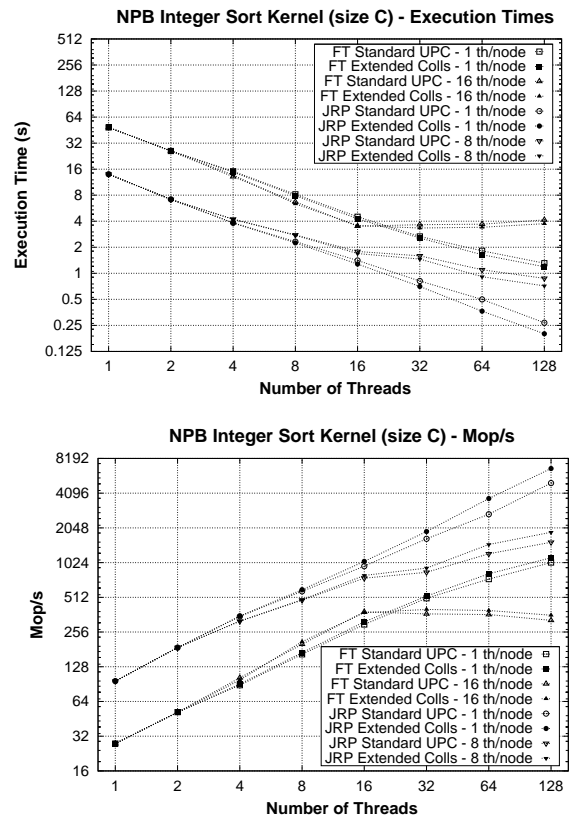 NPB Integer Sort Kernel (size C) - Execution Times
512
256
128
64
32
16
8
4
2
1
0.5
0.25
0.125
Execution Time (s)
FT Standard UPC - 1 th/node
FT Extended Colls - 1 th/node
FT Standard UPC - 16 th/node
FT Extended Colls - 16 th/node
JRP Standard UPC - 1 th/node
JRP Extended Colls - 1 th/node
JRP Standard UPC - 8 th/node
JRP Extended Colls - 8 th/node
1 2 4 8 16 32 64 128
Number of Threads
NPB Integer Sort Kernel (size C) - Mop/s
8192
4096
2048
1024
512
256
128
64
32
16
Mop/s
FT Standard UPC - 1 th/node
FT Extended Colls - 1 th/node
FT Standard UPC - 16 th/node
FT Extended Colls - 16 th/node
JRP Standard UPC - 1 th/node
JRP Extended Colls - 1 th/node
JRP Standard UPC - 8 th/node
JRP Extended Colls - 8 th/node
1 2 4 8 16 32 64 128
Number of Threads